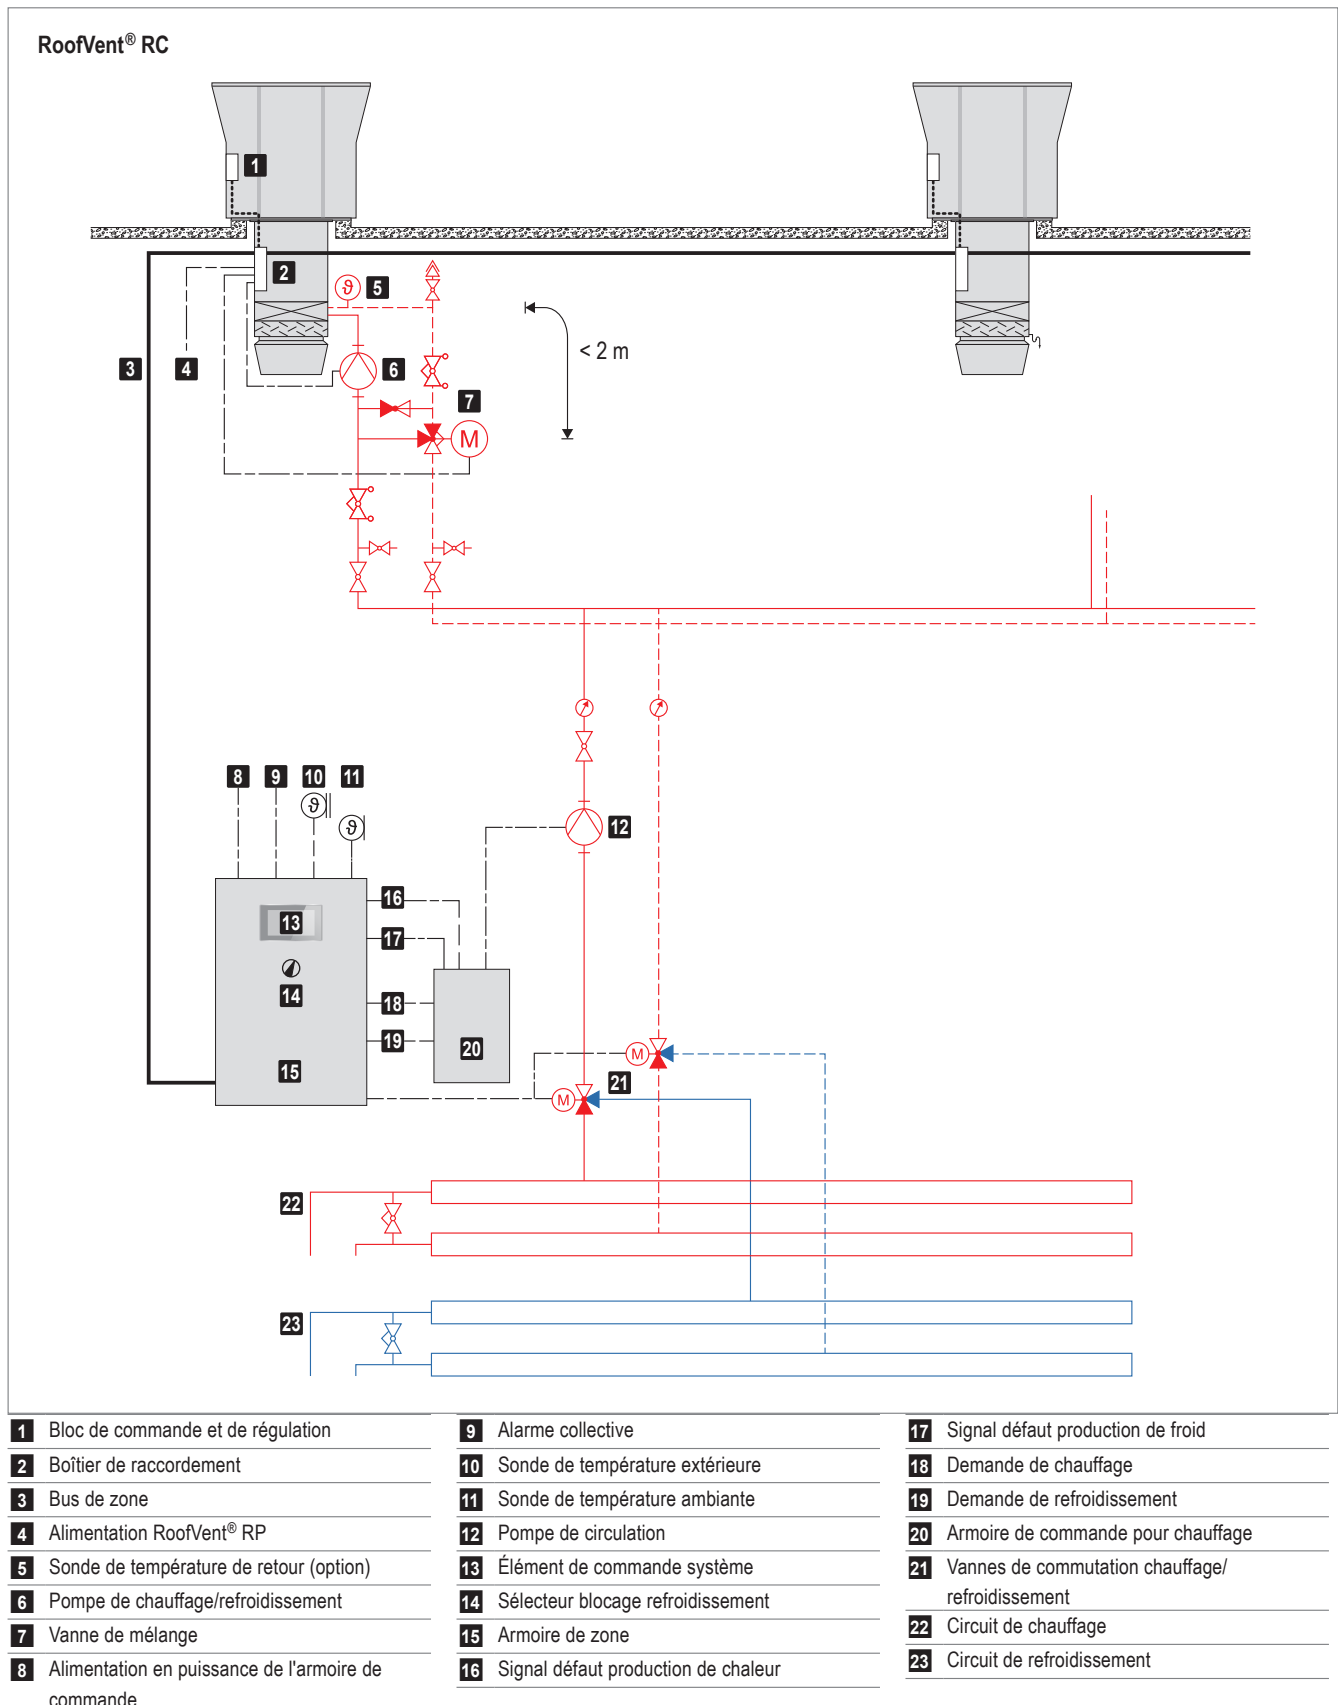 RoofVent® RC
1
2
5
< 2 m
3
4
6
7
M
8
9
10
11
12
16
13
17
14
18
19
20
15
M
21
M
22
23
1 Bloc de commande et de régulation
2 Boîtier de raccordement
3 Bus de zone
4 Alimentation RoofVent® RP
5 Sonde de température de retour (option)
6 Pompe de chauffage/refroidissement
7 Vanne de mélange
8 Alimentation en puissance de l'armoire de
commande
9 Alarme collective
10 Sonde de température extérieure
11 Sonde de température ambiante
12 Pompe de circulation
13 Élément de commande système
14 Sélecteur blocage refroidissement
15 Armoire de zone
16 Signal défaut production de chaleur
17 Signal défaut production de froid
18 Demande de chauffage
19 Demande de refroidissement
20 Armoire de commande pour chauffage
21 Vannes de commutation chauffage/
refroidissement
22 Circuit de chauffage
23 Circuit de refroidissement